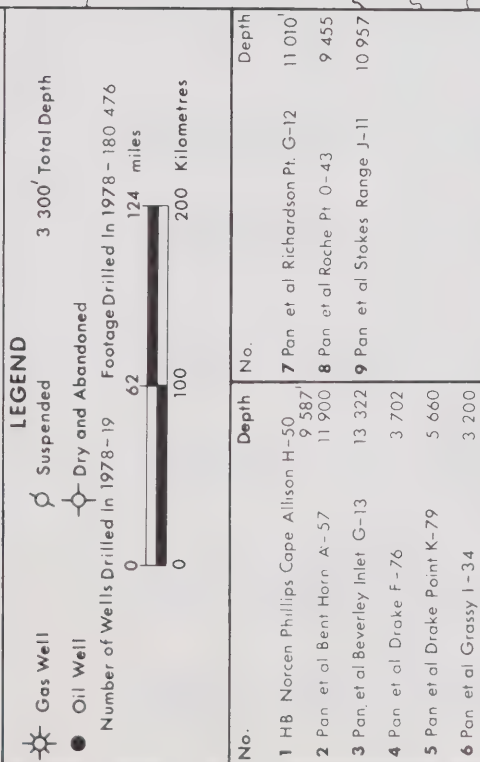 LEGEND
Gas Well
Suspended
3 300' Total Depth
Oil Well
Dry and Abandoned
Number of Wells Drilled In 1978-19 Footage Drilled In 1978 - 180 476
0 62 124 miles
0 100 200 Kilometres
No. Depth
1 HB Norcen Phillips Cape Allison H-50 9 587'
2 Pan et al Bent Horn A-57 11 900
3 Pan. et al Beverley Inlet G-13 13 322
4 Pan et al Drake F-76 3 702
5 Pan et al Drake Point K-79 5 660
6 Pan et al Grassy I-34 3 200
No. Depth
7 Pan et al Richardson Pt. G-12 11 010'
8 Pan et al Roche Pt O-43 9 455
9 Pan et al Stokes Range J-11 10 957